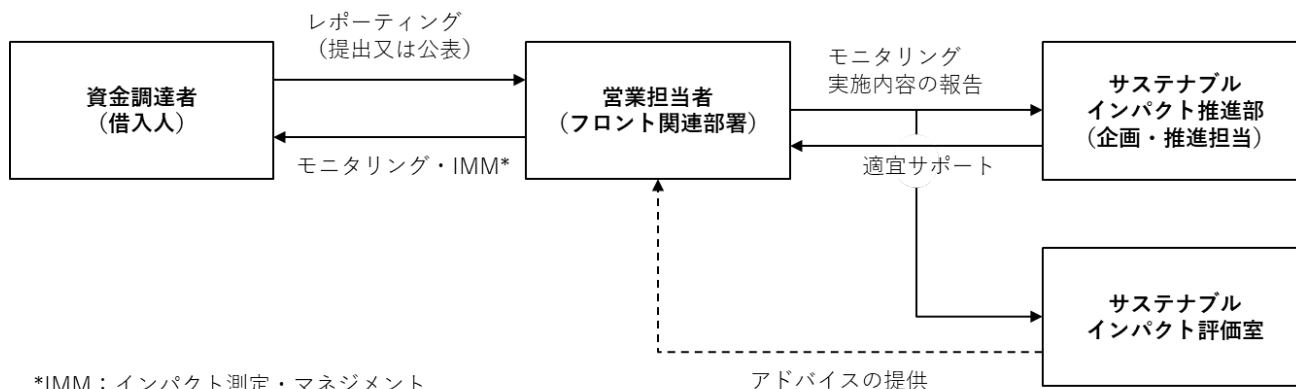 レポーティング
（提出又は公表）
資金調達者
（借入人）
モニタリング・IMM*
営業担当者
（フロント関連部署）
モニタリング
実施内容の報告
適宜サポート
サステナブル
インパクト推進部
（企画・推進担当）
サステナブル
インパクト評価室
アドバイスの提供
*IMM：インパクト測定・マネジメント